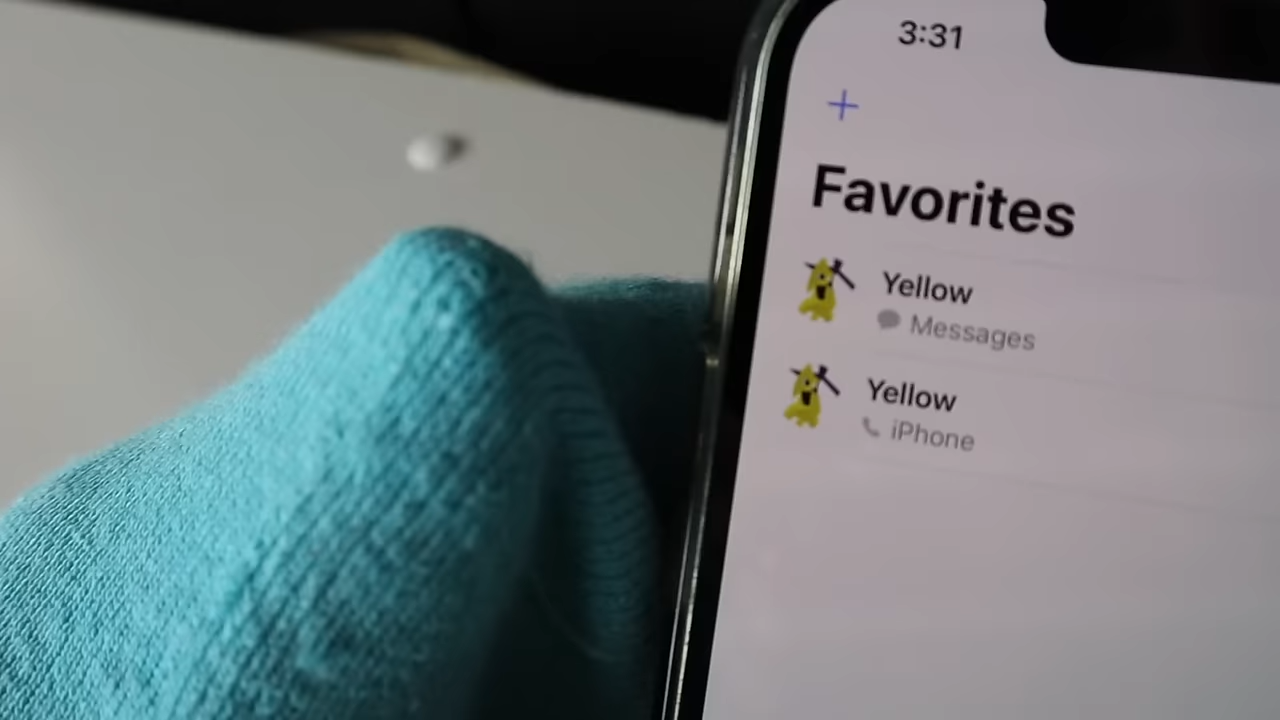 3:31
+
Favorites
Yellow
Messages
Yellow
iPhone